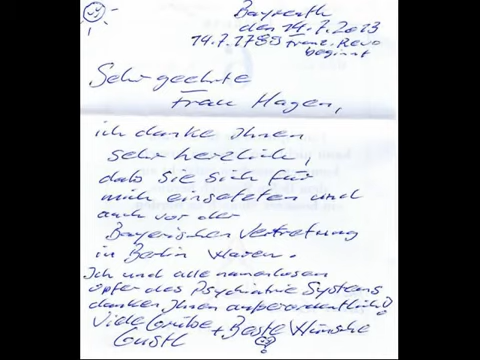 Bayreuth
den 14.7.2013
14.7.1789 Franz. Revo
beginnt
Sehr geehrte
Frau Hagen,
ich danke Ihnen
sehr herzlich,
daß sie sich für
mich eingeteten und
auch vor der
Bayerischen Vertretung
in Berlin waren.
Ich und alle namenlosen
opfer des Psychiatrie Systems
danken Ihnen außerordentlich!
Viele Grüße + Beste Wünsche
Gustl